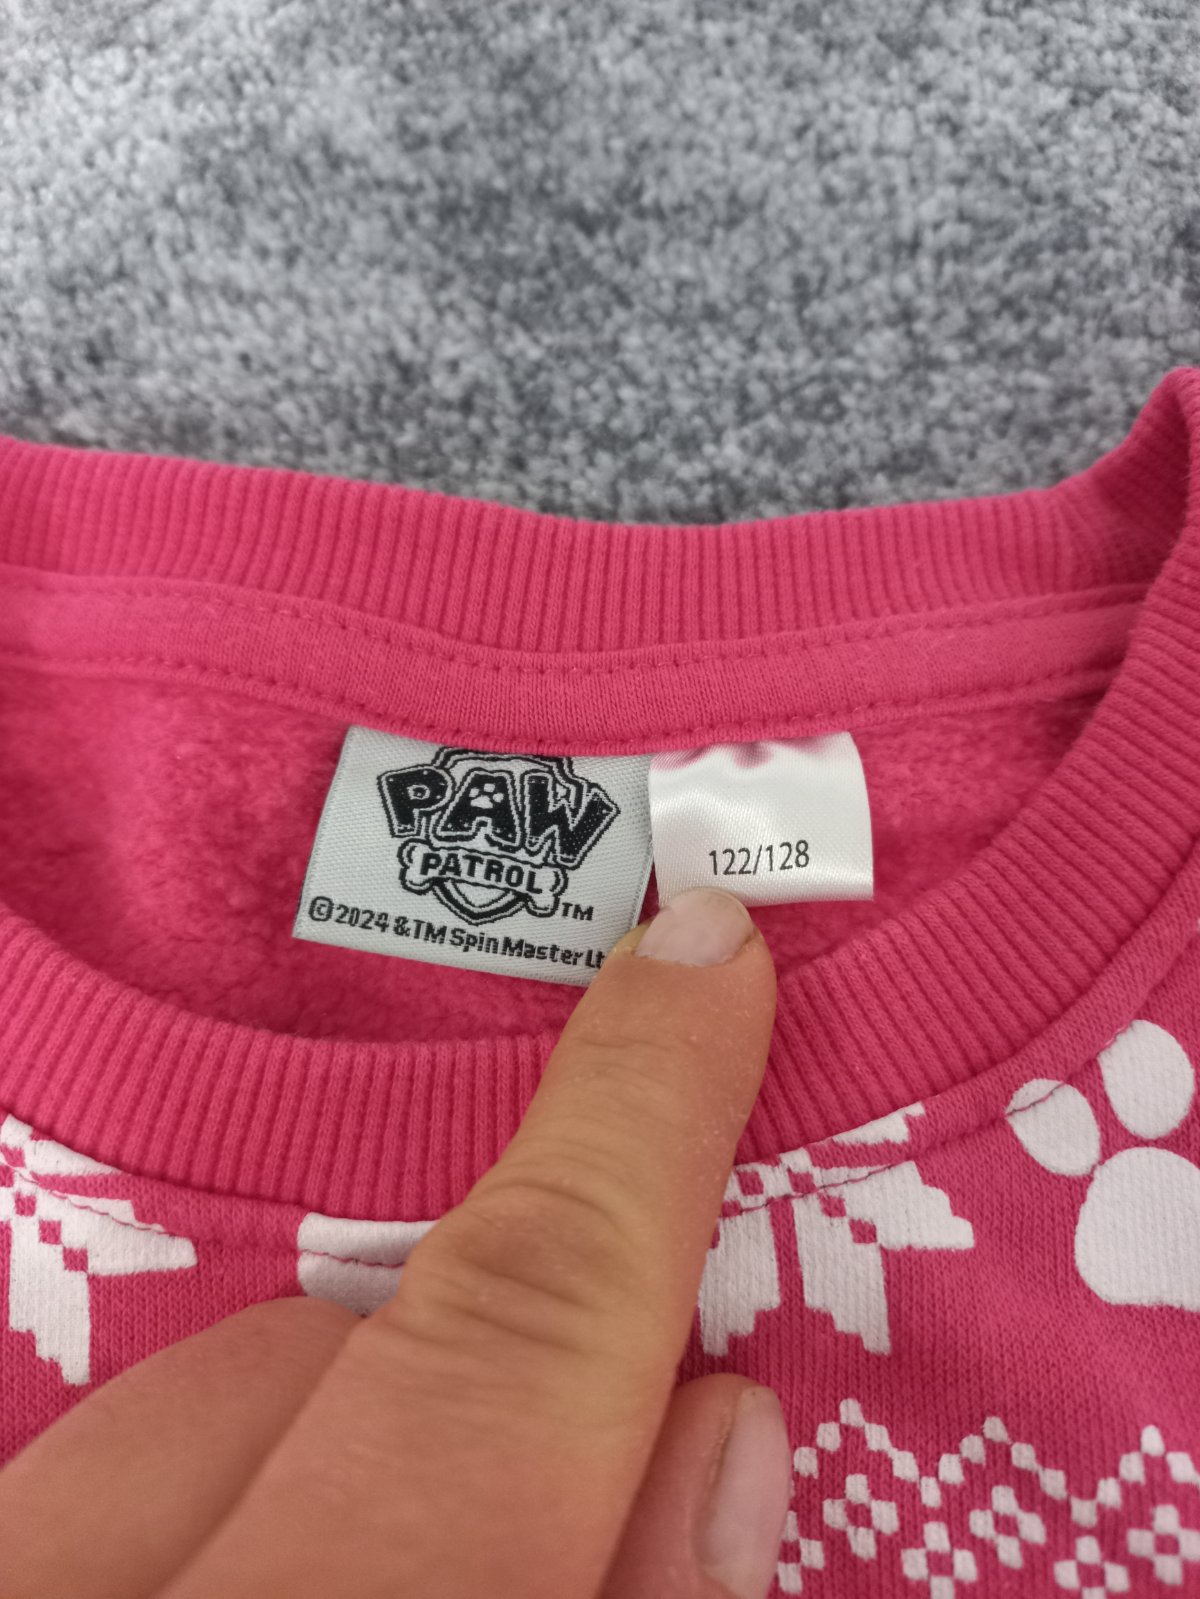 PAW
PATROL TM
©2024 & TM Spin Master
122/128